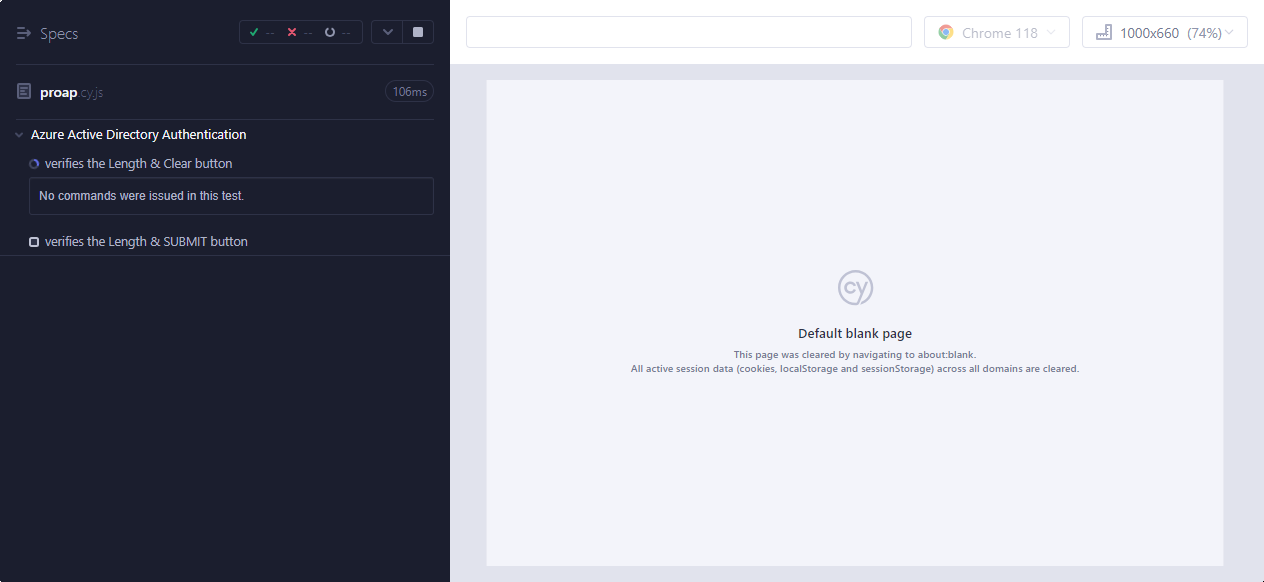 Specs
-- -- --
Chrome 118
1000x660 (74%)
proap.cy.js
106ms
Azure Active Directory Authentication
verifies the Length & Clear button
No commands were issued in this test.
verifies the Length & SUBMIT button
cy
Default blank page
This page was cleared by navigating to about:blank.
All active session data (cookies, localStorage and sessionStorage) across all domains are cleared.